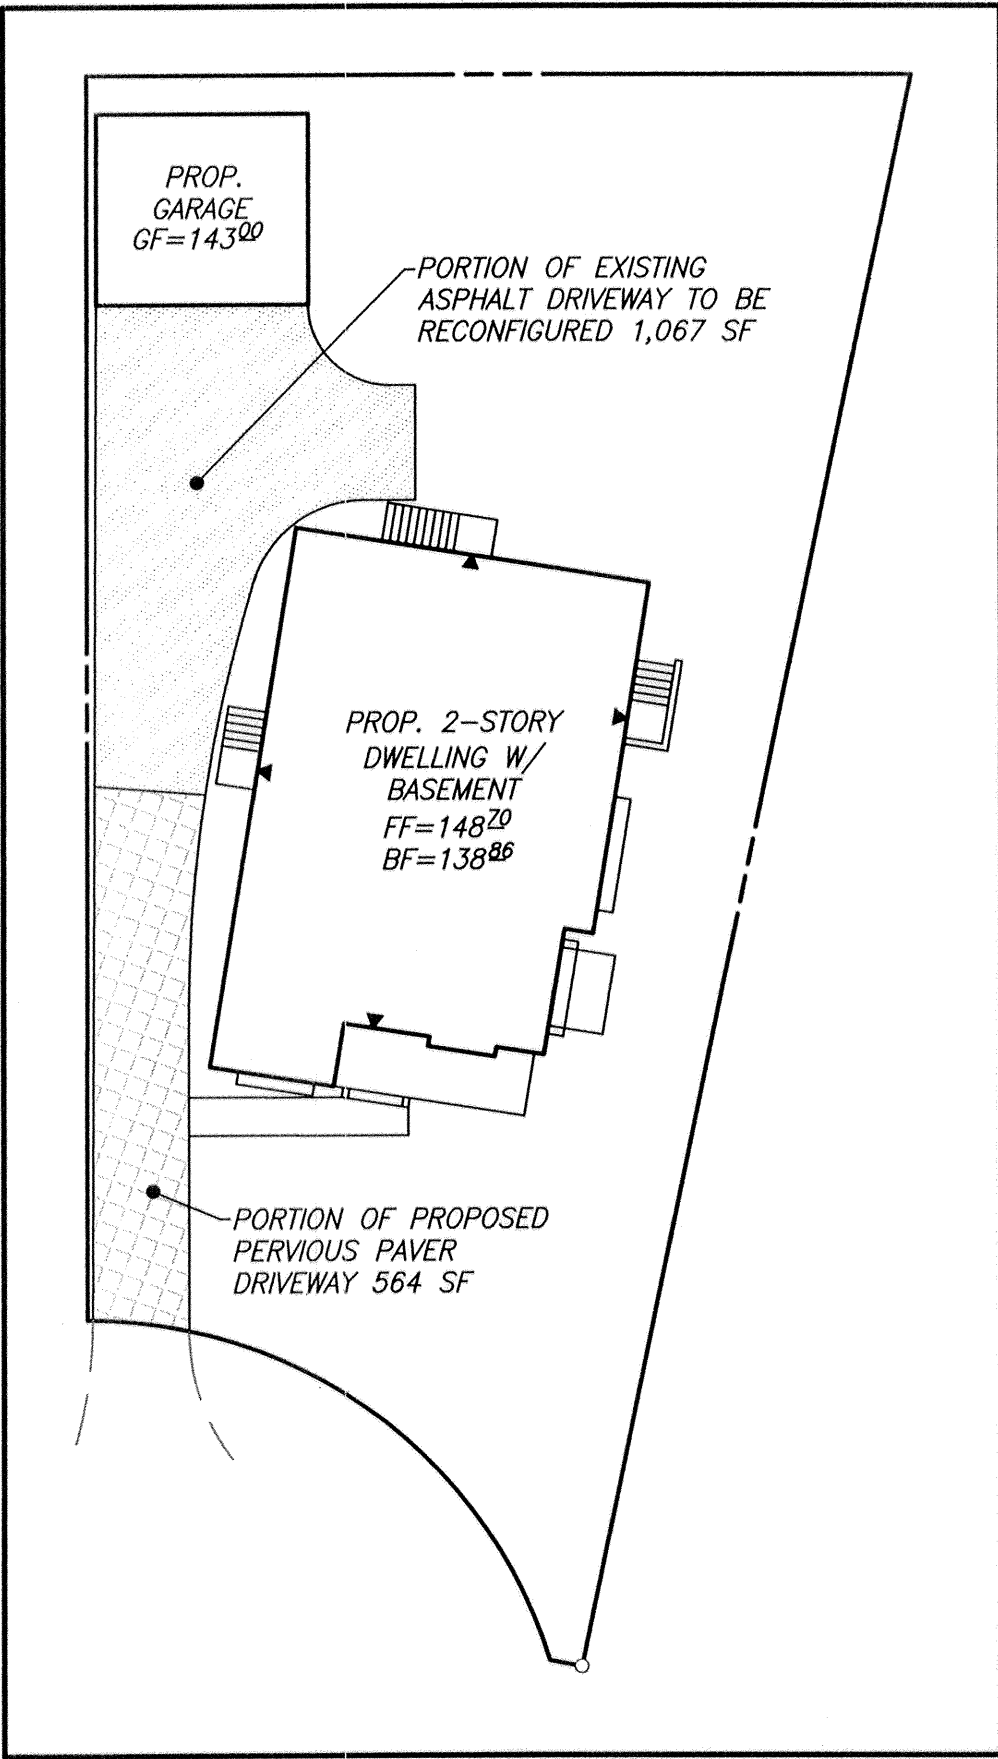 PROP.
GARAGE
GF=143⁰⁰
PORTION OF EXISTING
ASPHALT DRIVEWAY TO BE
RECONFIGURED 1,067 SF
PROP. 2-STORY
DWELLING W/
BASEMENT
FF=148⁷⁰
BF=138⁸⁶
PORTION OF PROPOSED
PERVIOUS PAVER
DRIVEWAY 564 SF